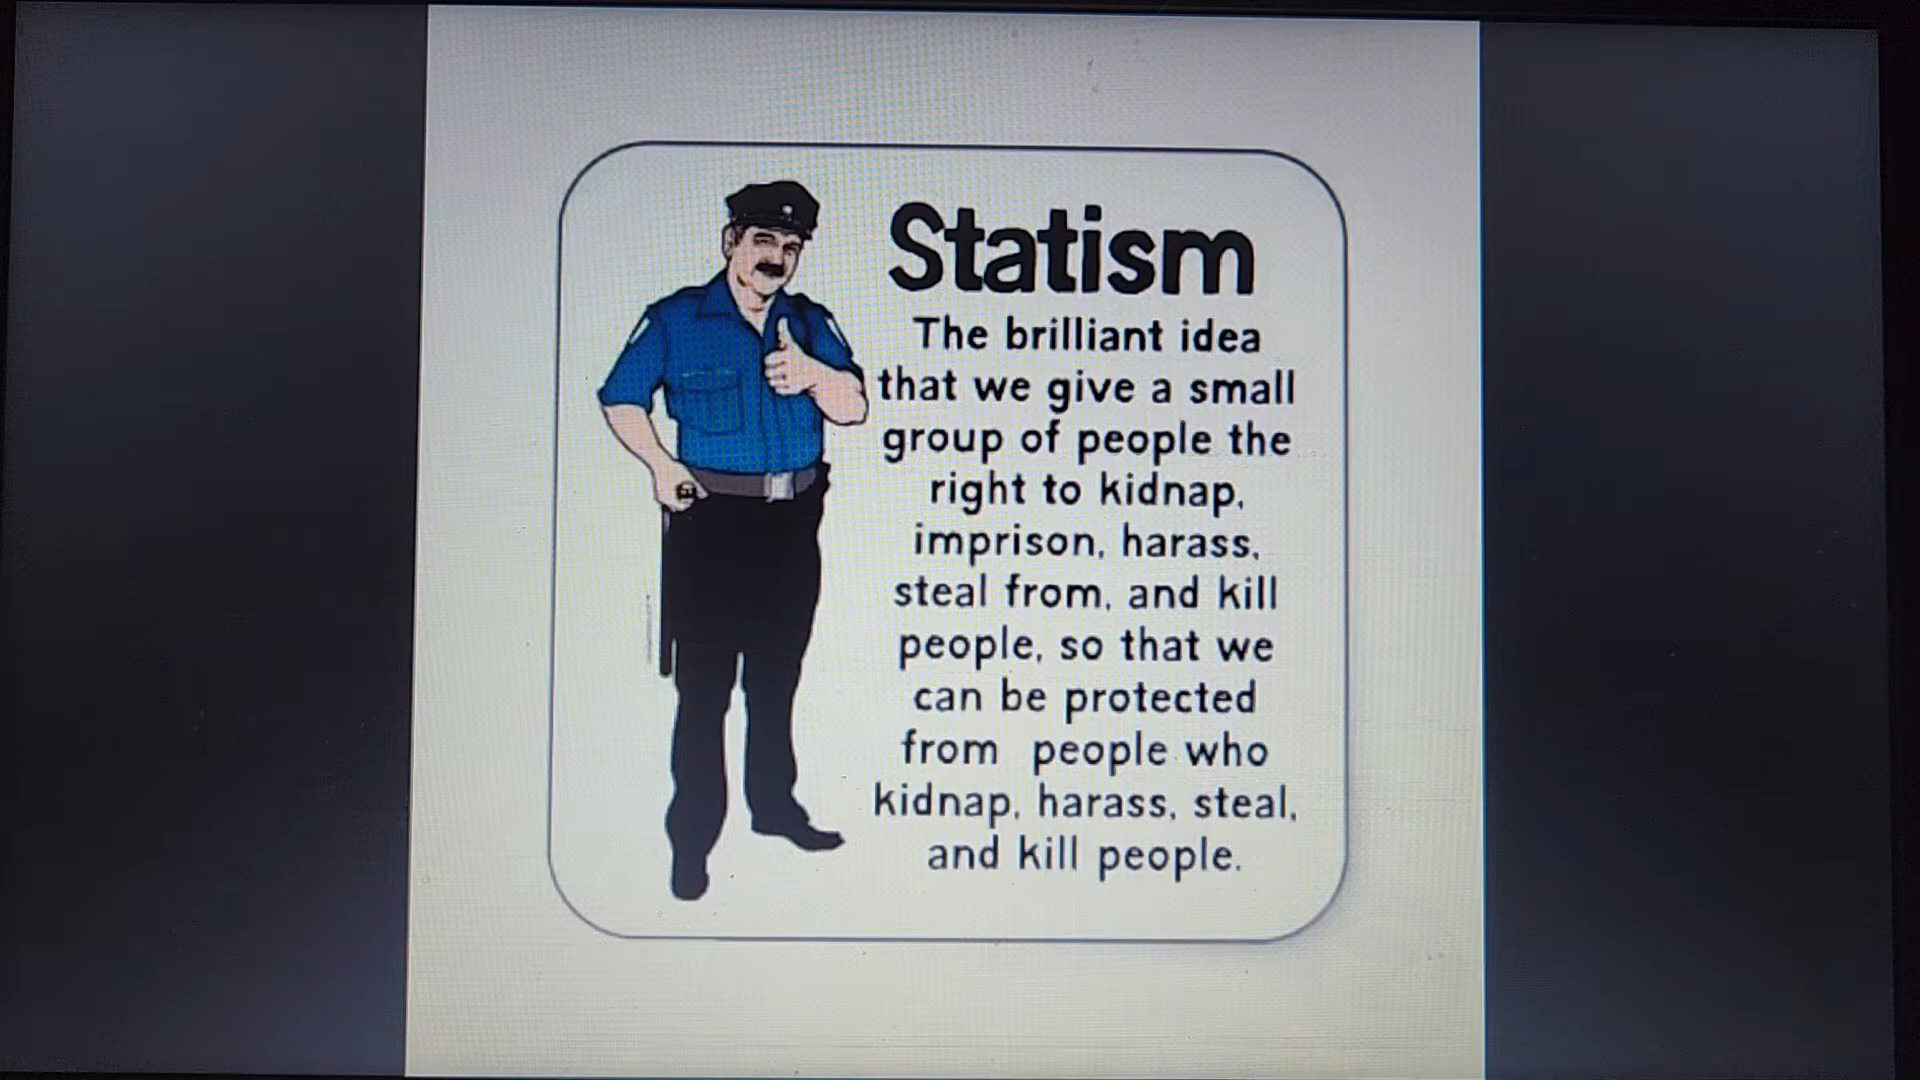 Statism
The brilliant idea
that we give a small
group of people the
right to kidnap,
imprison, harass,
steal from, and kill
people, so that we
can be protected
from people who
kidnap, harass, steal,
and kill people.